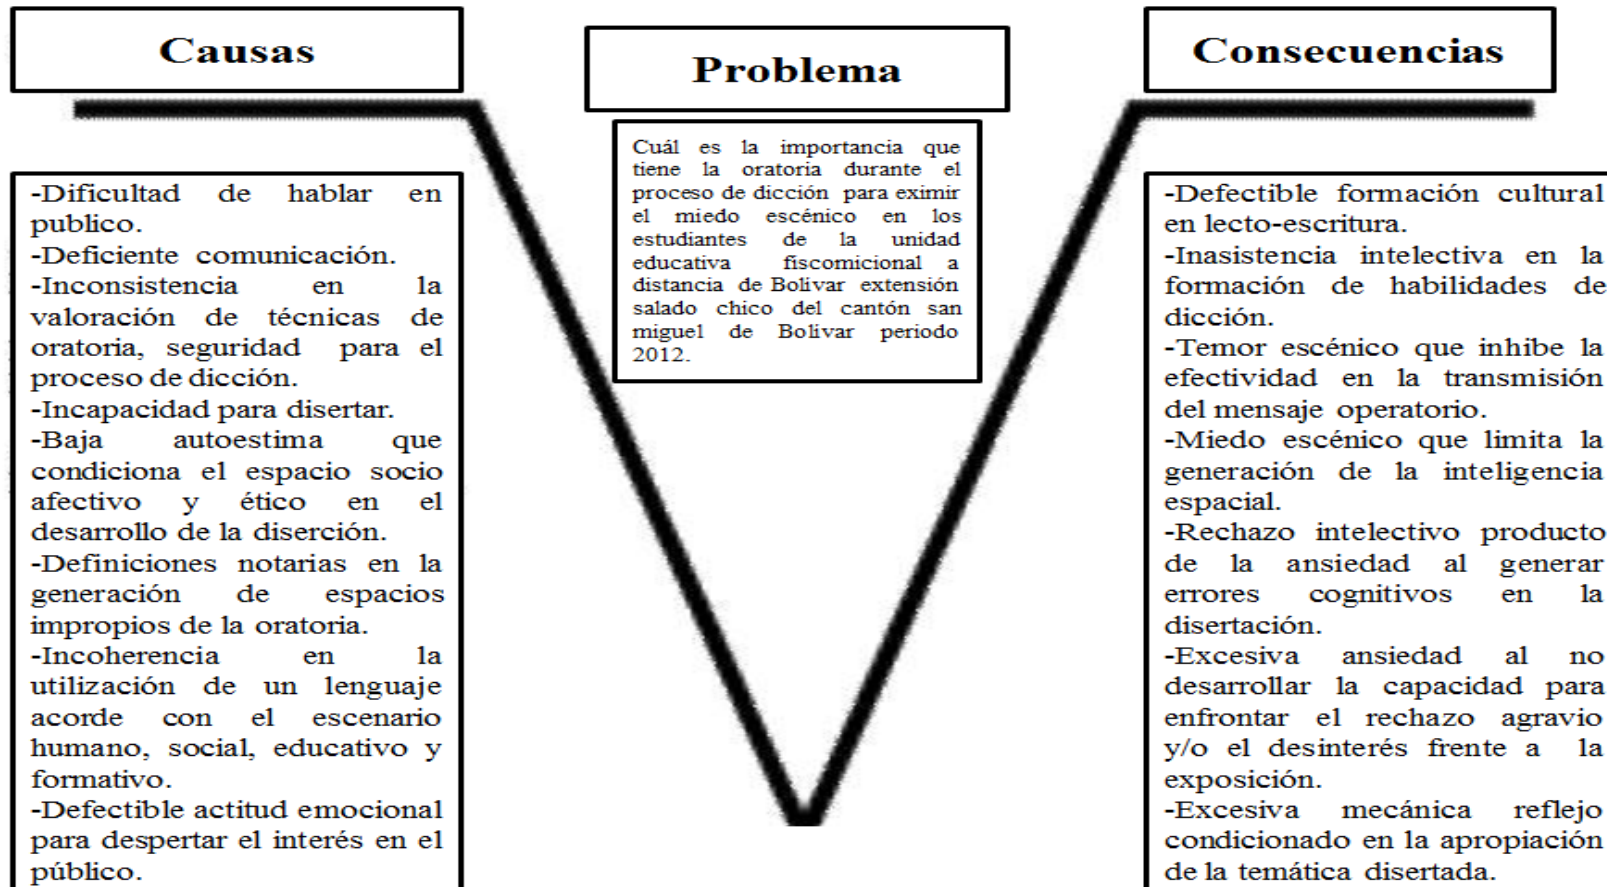 Causas
-Dificultad de hablar en
publico.
-Deficiente comunicación.
-Inconsistencia en la
valoración de técnicas de
oratoria, seguridad para el
proceso de dicción.
-Incapacidad para disertar.
-Baja autoestima que
condiciona el espacio socio
afectivo y ético en el
desarrollo de la diserción.
-Definiciones notarias en la
generación de espacios
impropios de la oratoria.
-Incoherencia en la
utilización de un lenguaje
acorde con el escenario
humano, social, educativo y
formativo.
-Defectible actitud emocional
para despertar el interés en el
público.
Problema
Cuál es la importancia que
tiene la oratoria durante el
proceso de dicción para eximir
el miedo escénico en los
estudiantes de la unidad
educativa fiscomicional a
distancia de Bolivar extensión
salado chico del cantón san
miguel de Bolivar periodo
2012.
Consecuencias
-Defectible formación cultural
en lecto-escritura.
-Inasistencia intelectiva en la
formación de habilidades de
dicción.
-Temor escénico que inhibe la
efectividad en la transmisión
del mensaje operatorio.
-Miedo escénico que limita la
generación de la inteligencia
espacial.
-Rechazo intelectivo producto
de la ansiedad al generar
errores cognitivos en la
disertación.
-Excesiva ansiedad al no
desarrollar la capacidad para
enfrontar el rechazo agravio
y/o el desinterés frente a la
exposición.
-Excesiva mecánica reflejo
condicionado en la apropiación
de la temática disertada.